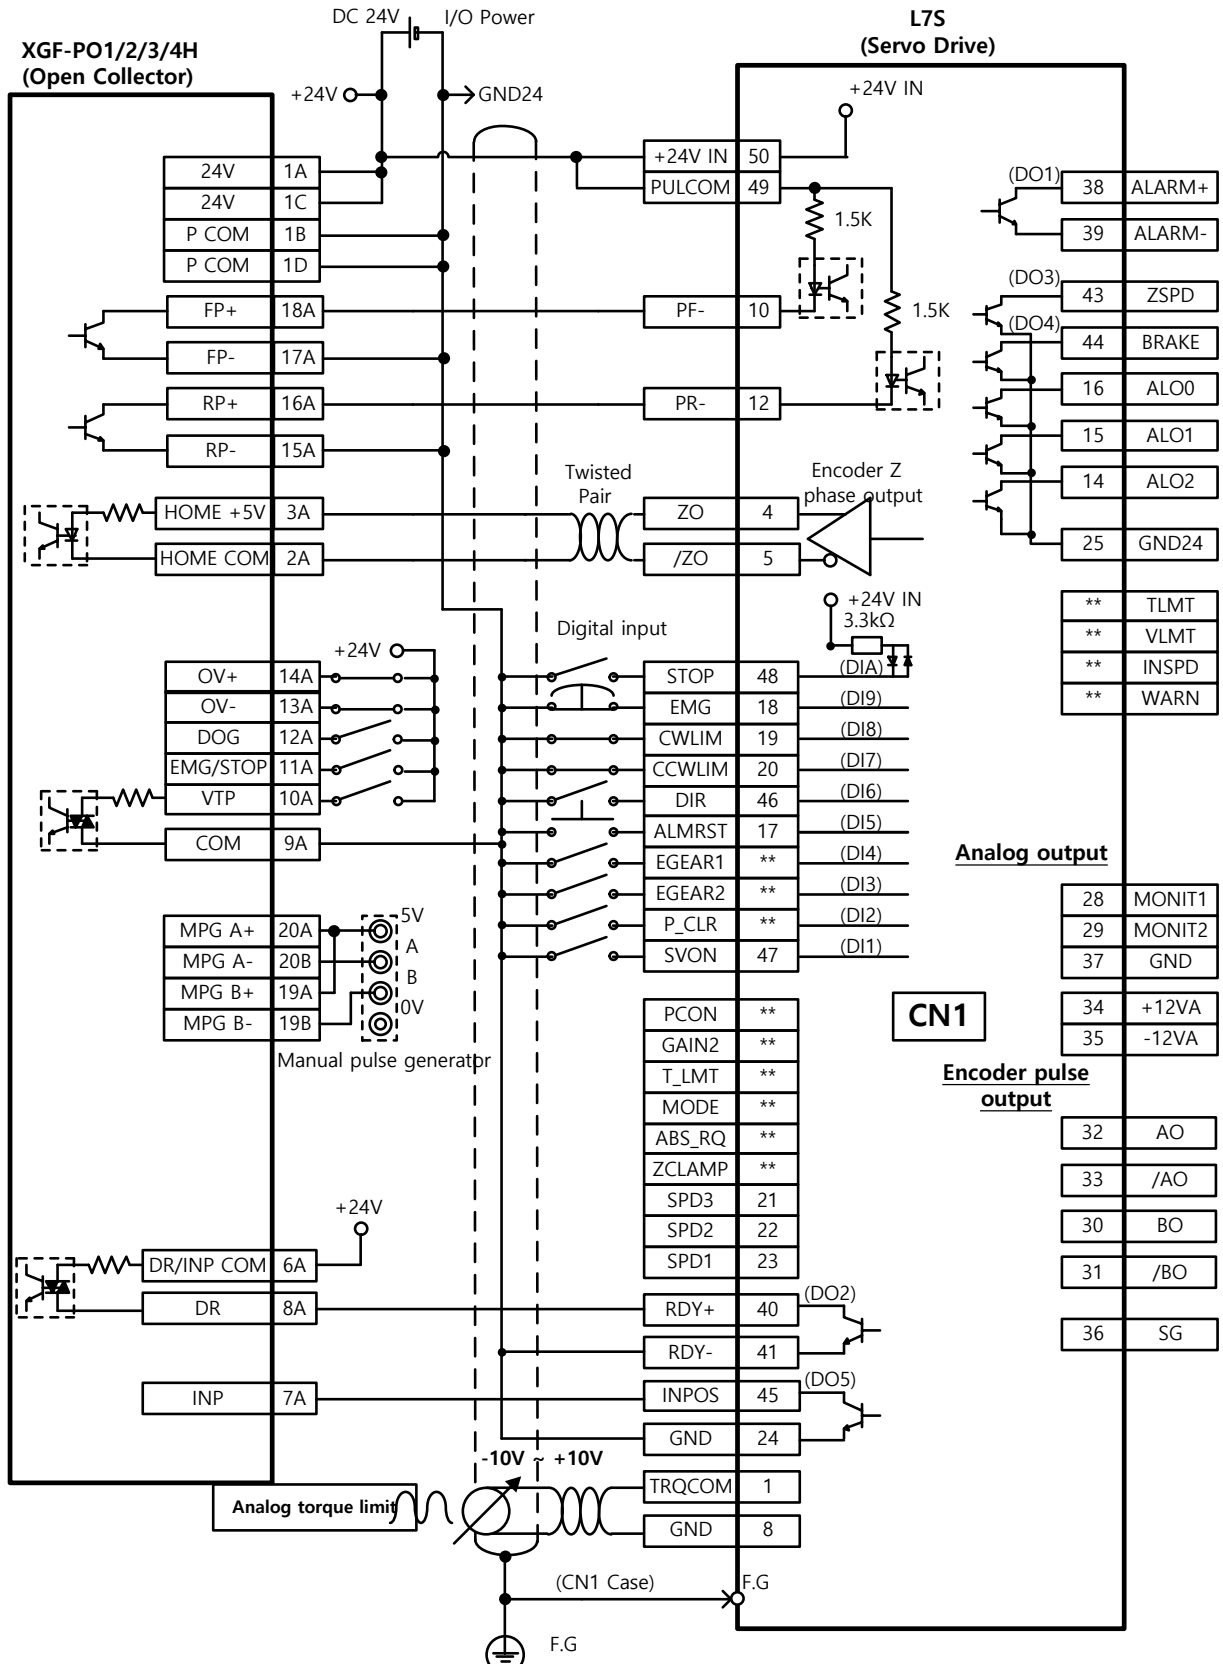 DC 24V
I/O Power
L7S
(Servo Drive)
XGF-PO1/2/3/4H
(Open Collector)
+24V
GND24
+24V IN
24V 1A
24V 1C
P COM 1B
P COM 1D
FP+ 18A
FP- 17A
RP+ 16A
RP- 15A
HOME +5V 3A
HOME COM 2A
+24V
OV+ 14A
OV- 13A
DOG 12A
EMG/STOP 11A
VTP 10A
COM 9A
MPG A+ 20A
MPG A- 20B
MPG B+ 19A
MPG B- 19B
5V
A
B
0V
Manual pulse generator
+24V
DR/INP COM 6A
DR 8A
INP 7A
Analog torque limit
-10V ~ +10V
Twisted
Pair
Digital input
+24V IN 50
PULCOM 49
1.5K
1.5K
PF- 10
PR- 12
Encoder Z
phase output
ZO 4
/ZO 5
+24V IN
3.3kΩ
STOP 48 (DIA)
EMG 18 (DI9)
CWLIM 19 (DI8)
CCWLIM 20 (DI7)
DIR 46 (DI6)
ALMRST 17 (DI5)
EGEAR1 ** (DI4)
EGEAR2 ** (DI3)
P_CLR ** (DI2)
SVON 47 (DI1)
PCON **
GAIN2 **
T_LMT **
MODE **
ABS_RQ **
ZCLAMP **
SPD3 21
SPD2 22
SPD1 23
RDY+ 40 (DO2)
RDY- 41
INPOS 45 (DO5)
GND 24
TRQCOM 1
GND 8
(CN1 Case)
F.G
F.G
CN1
(DO1) 38 ALARM+
39 ALARM-
(DO3) 43 ZSPD
(DO4) 44 BRAKE
16 ALO0
15 ALO1
14 ALO2
25 GND24
** TLMT
** VLMT
** INSPD
** WARN
Analog output
28 MONIT1
29 MONIT2
37 GND
34 +12VA
35 -12VA
Encoder pulse
output
32 AO
33 /AO
30 BO
31 /BO
36 SG